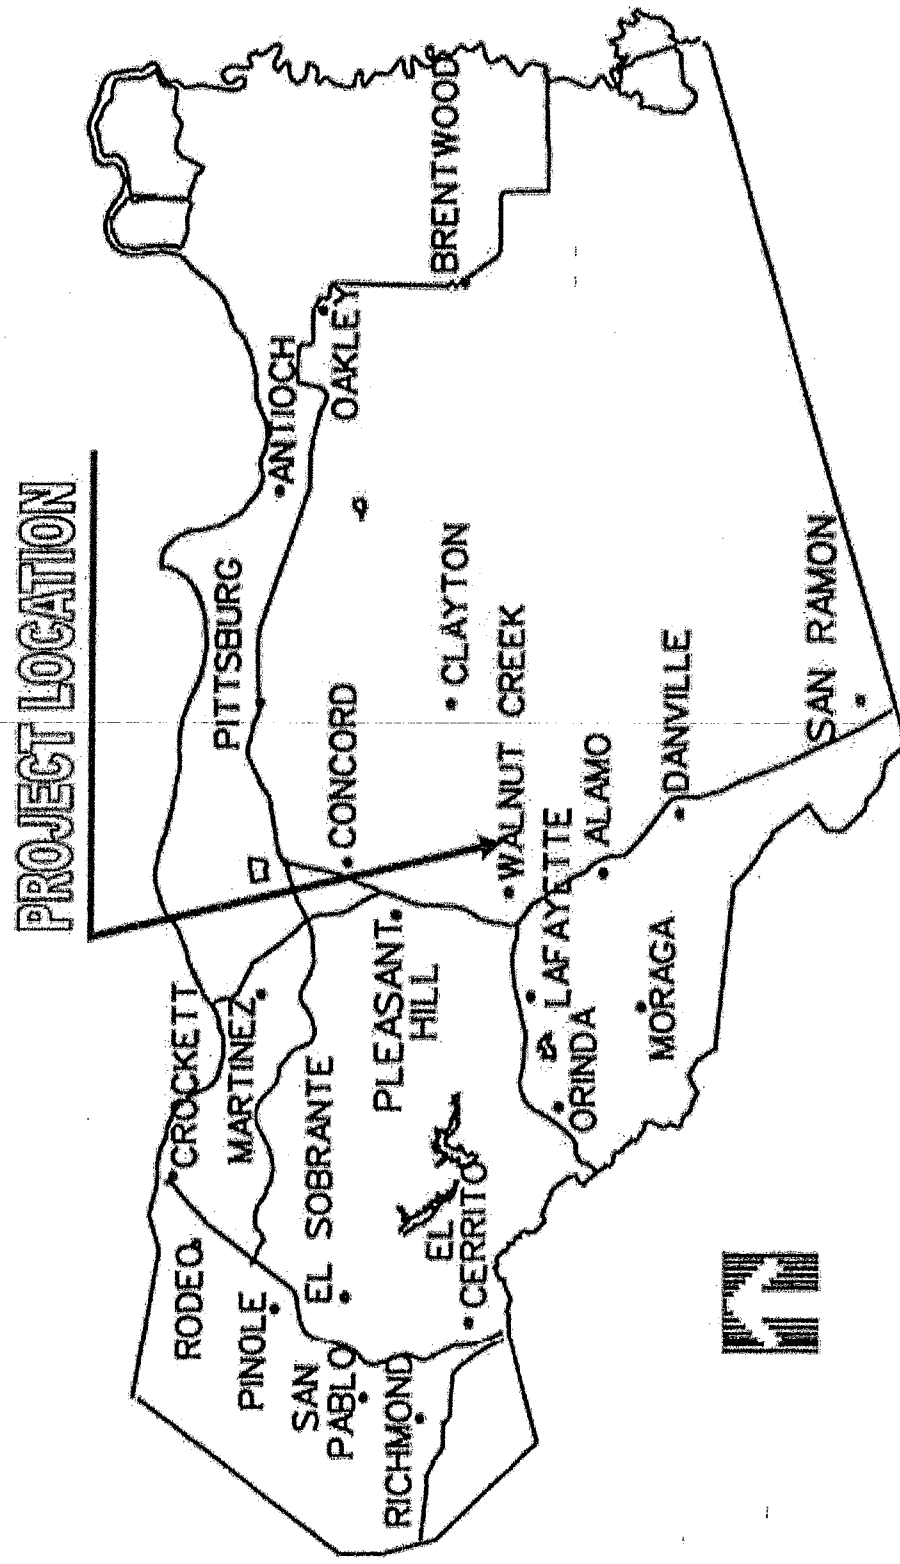 PROJECT LOCATION
CROCKETT
RODEO
MARTINEZ
PITTSBURG
ANTIOCH
PINOLE
EL SOBRANTE
CONCORD
OAKLEY
SAN
PABLO
PLEASANT
HILL
RICHMOND
EL
CERRITO
CLAYTON
BRENTWOOD
WALNUT CREEK
LAFAYETTE
ORINDA
ALAMO
MORAGA
DANVILLE
SAN RAMON